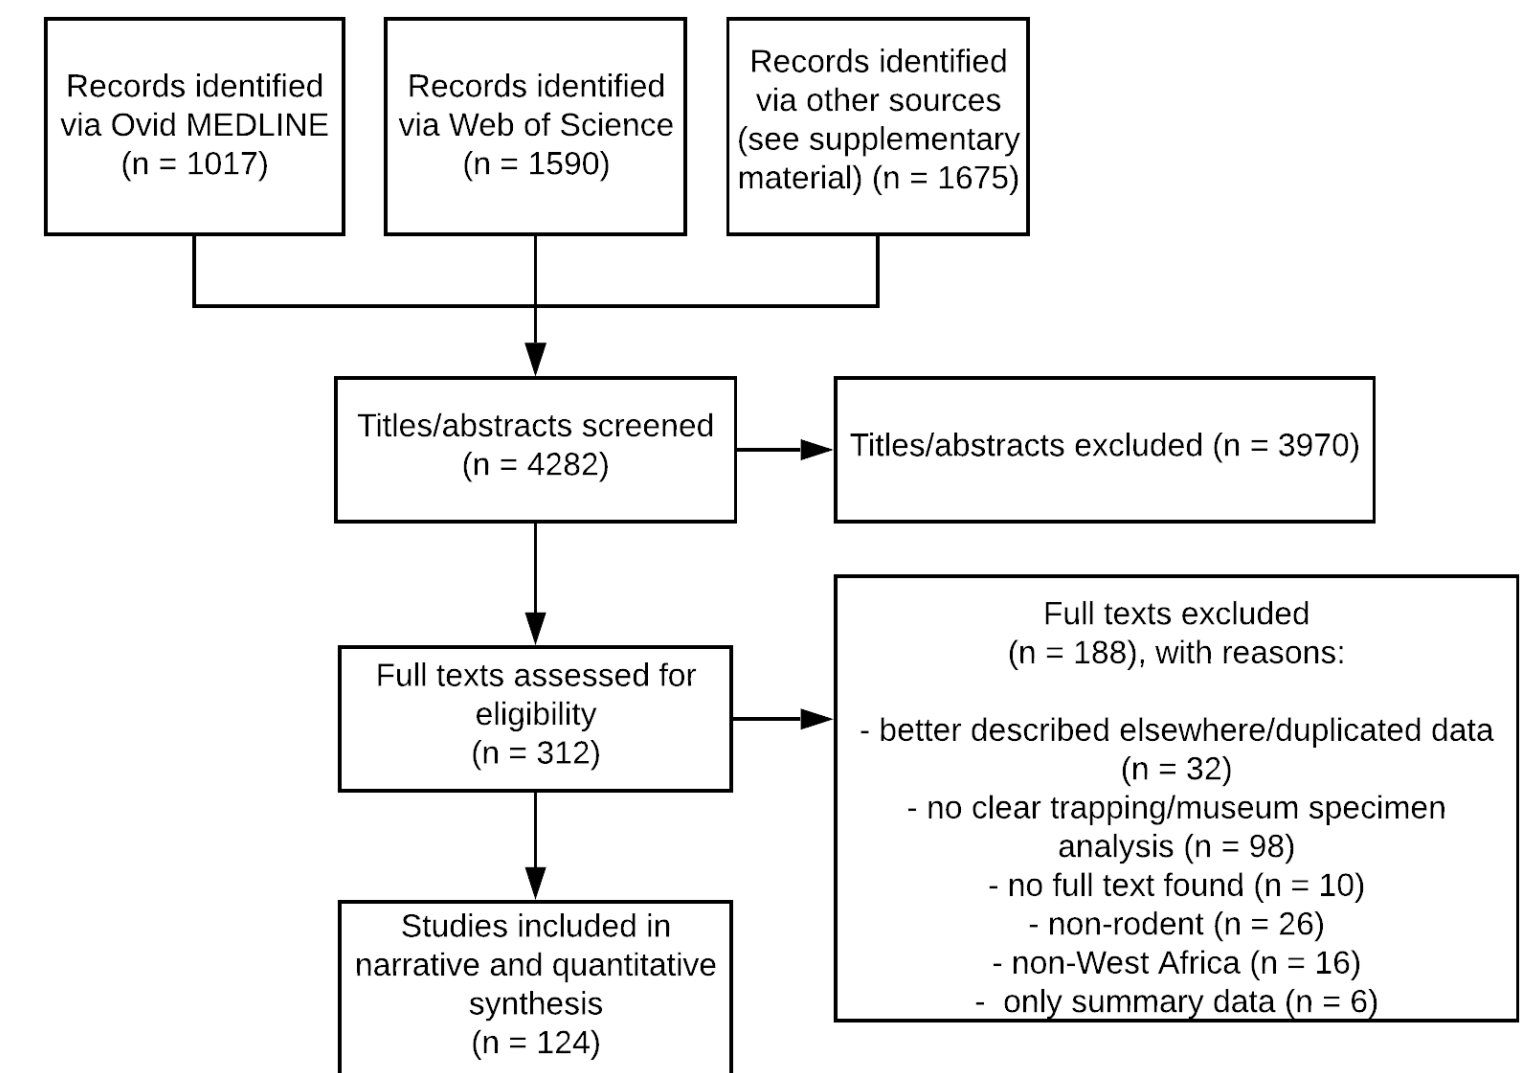 Records identified
via Ovid MEDLINE
(n = 1017)
Records identified
via Web of Science
(n = 1590)
Records identified
via other sources
(see supplementary
material) (n = 1675)
Titles/abstracts screened
(n = 4282)
Titles/abstracts excluded (n = 3970)
Full texts assessed for
eligibility
(n = 312)
Full texts excluded
(n = 188), with reasons:
- better described elsewhere/duplicated data
(n = 32)
- no clear trapping/museum specimen
analysis (n = 98)
- no full text found (n = 10)
- non-rodent (n = 26)
- non-West Africa (n = 16)
- only summary data (n = 6)
Studies included in
narrative and quantitative
synthesis
(n = 124)